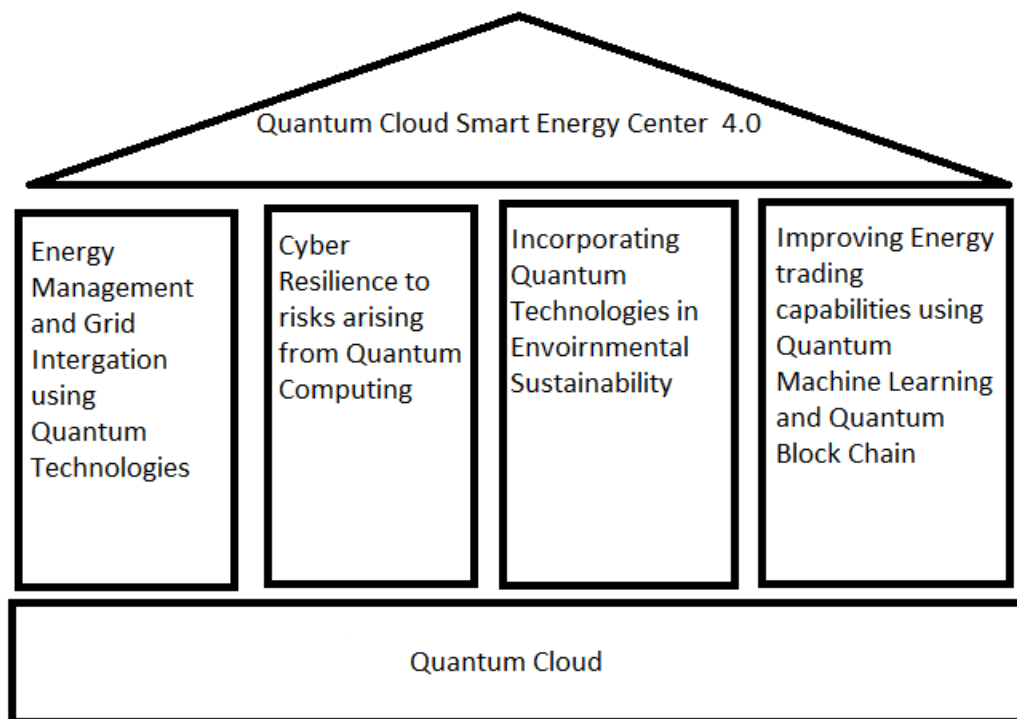 Quantum Cloud Smart Energy Center 4.0
Energy
Management
and Grid
Intergation
using
Quantum
Technologies
Cyber
Resilience to
risks arising
from Quantum
Computing
Incorporating
Quantum
Technologies in
Envoirnmental
Sustainability
Improving Energy
trading
capabilities using
Quantum
Machine Learning
and Quantum
Block Chain
Quantum Cloud